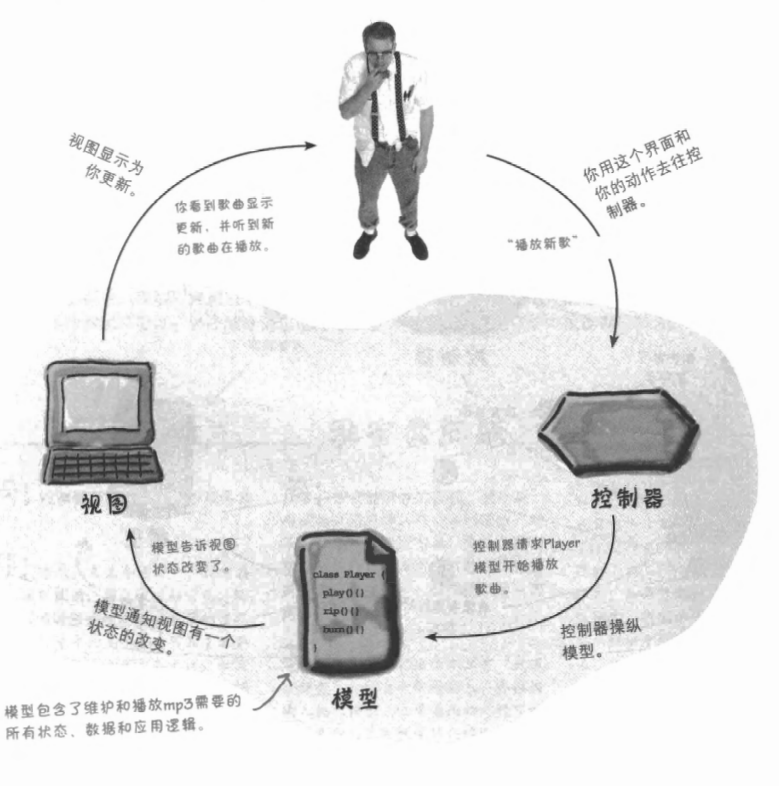 视图显示为
你更新。
你看到歌曲显示
更新，并听到新
的歌曲在播放。
你用这个界面和
你的动作去往控
制器。
“播放新歌”
视图
控制器
模型告诉视图
状态改变了。
模型通知视图有一个
状态的改变。
class Player {
play(){}
rip(){}
burn(){}
}
控制器请求Player
模型开始播放
歌曲。
控制器操纵
模型。
模型
模型包含了维护和播放mp3需要的
所有状态、数据和应用逻辑。